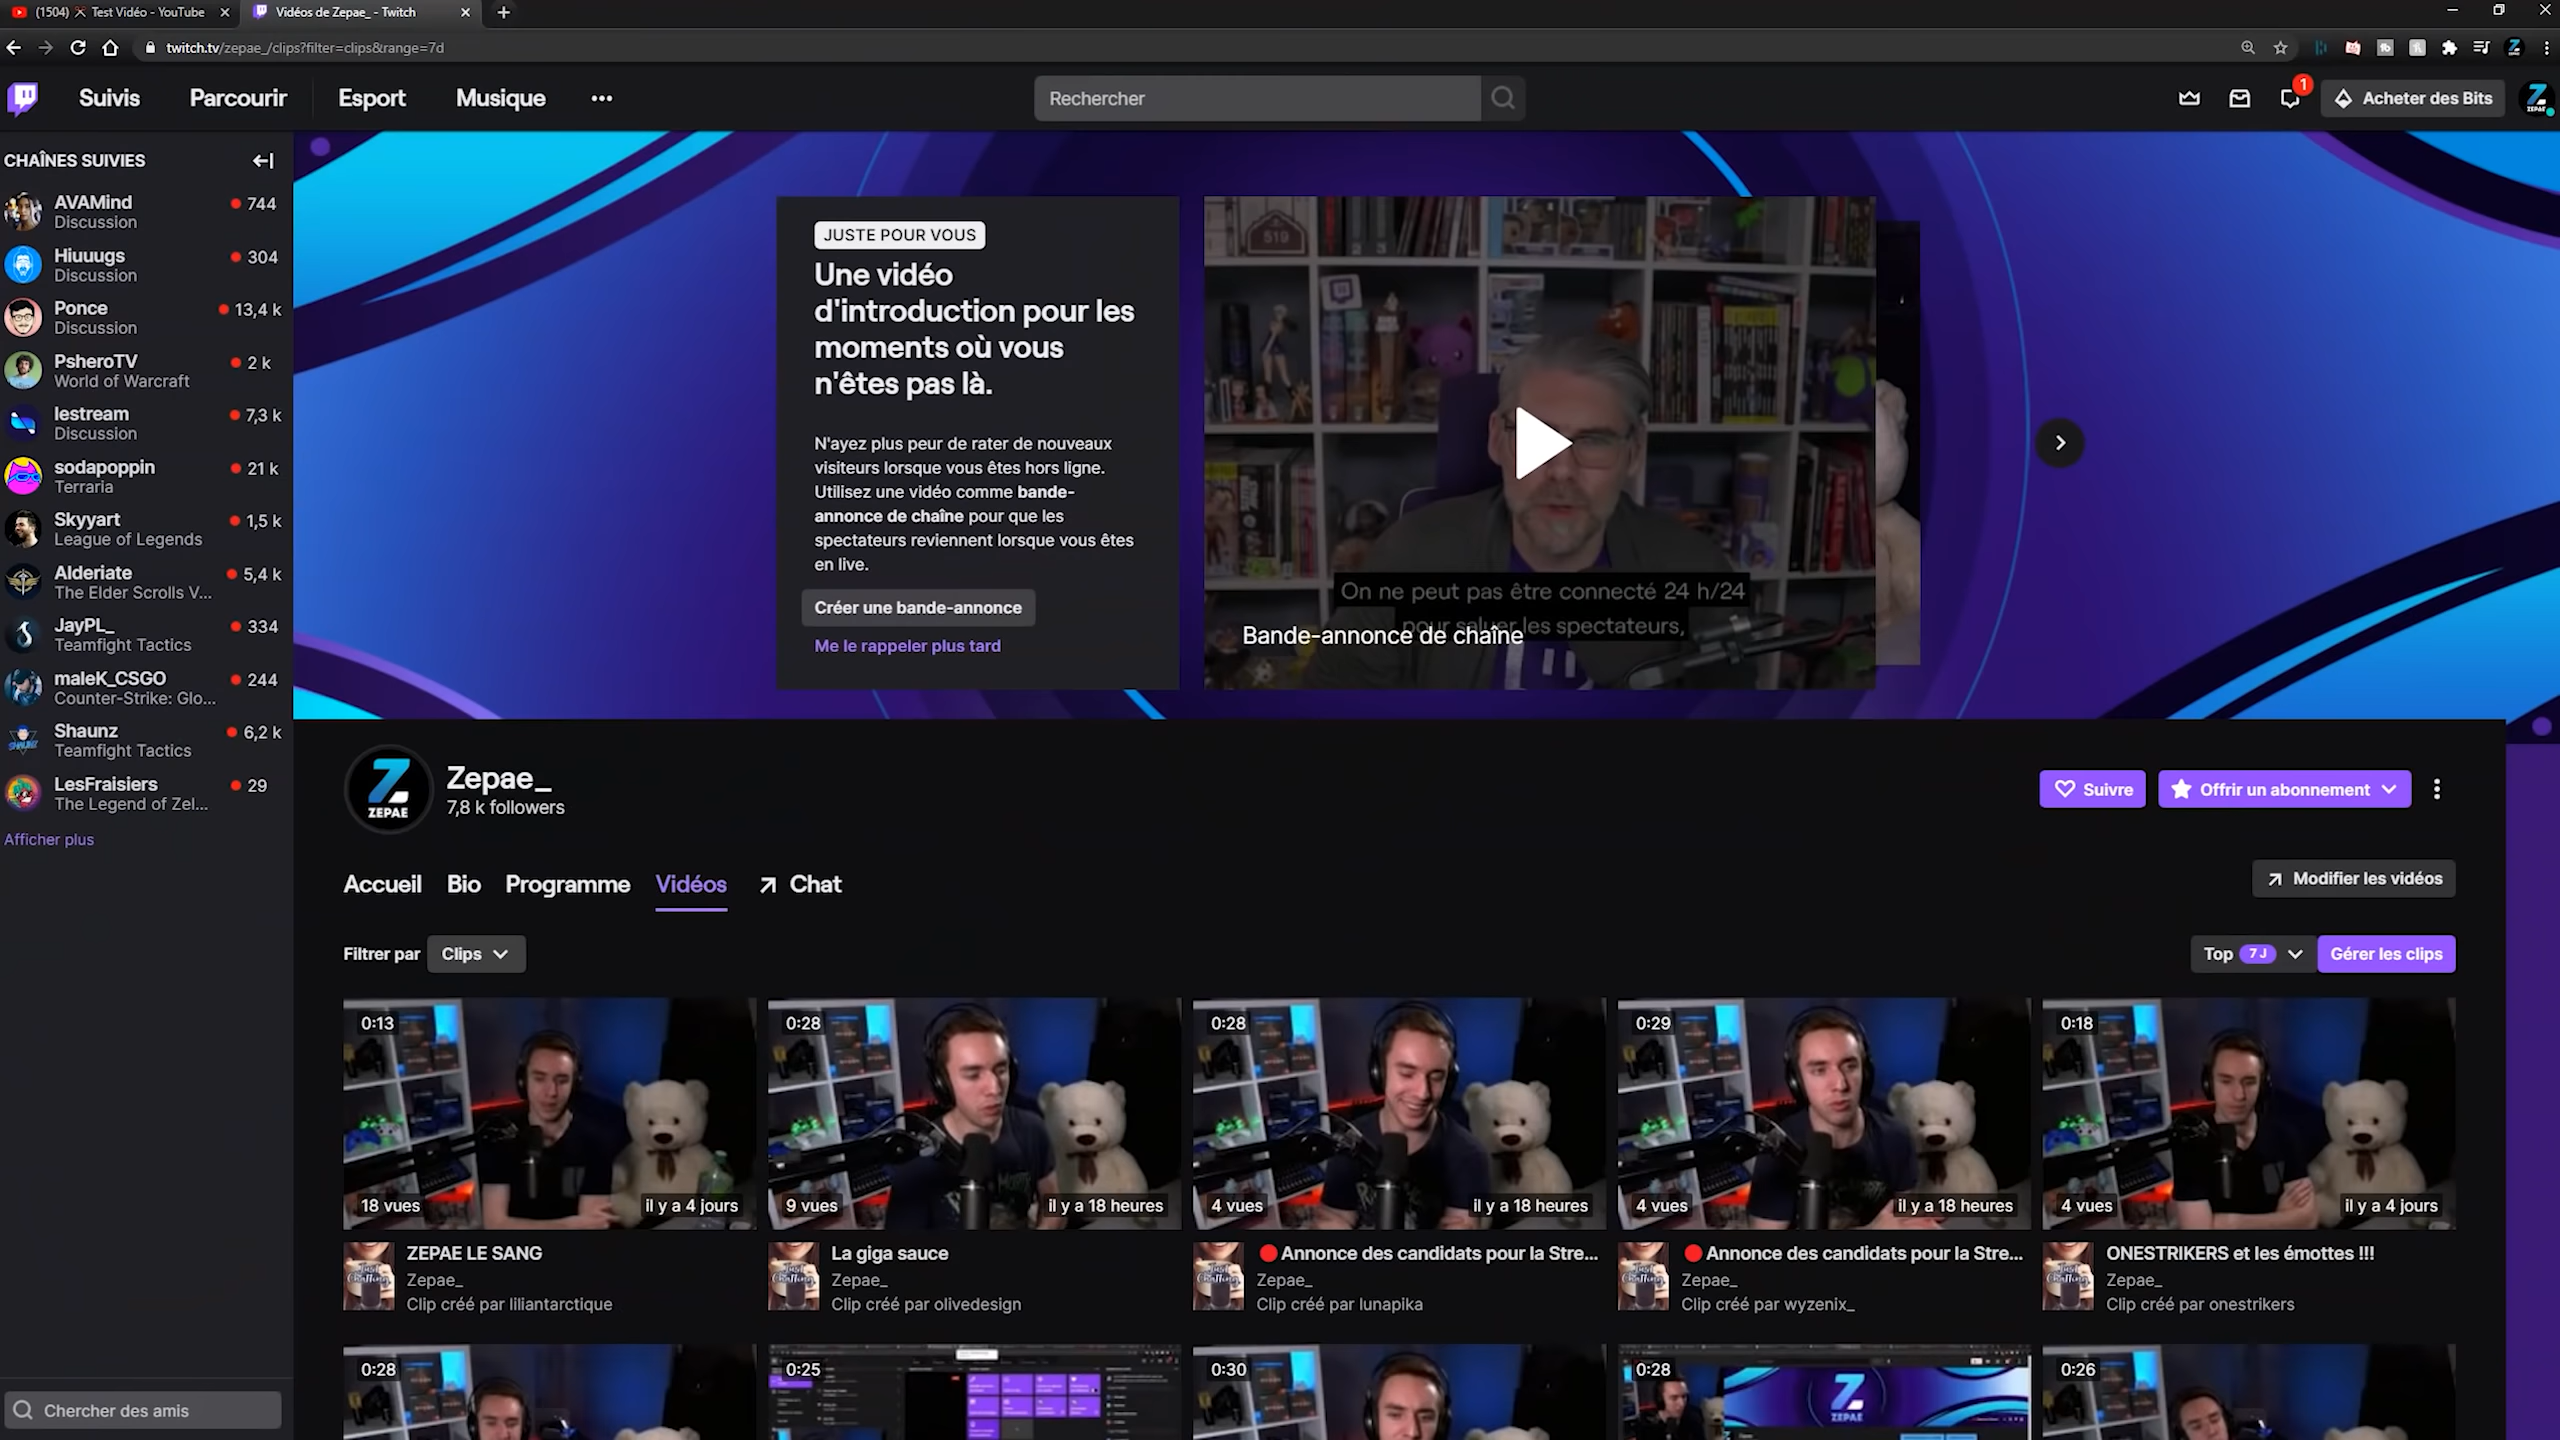 (1504) ⚔ Test Vidéo - YouTube
Vidéos de Zepae_ - Twitch
twitch.tv/zepae_/clips?filter=clips&range=7d
Suivis
Parcourir
Esport
Musique
Rechercher
1
Acheter des Bits
CHAÎNES SUIVIES
AVAMind
744
Discussion
Hiuuugs
304
Discussion
Ponce
13,4 k
Discussion
PsheroTV
2 k
World of Warcraft
lestream
7,3 k
Discussion
sodapoppin
21 k
Terraria
Skyyart
1,5 k
League of Legends
Alderiate
5,4 k
The Elder Scrolls V...
JayPL_
334
Teamfight Tactics
maleK_CSGO
244
Counter-Strike: Glo...
Shaunz
6,2 k
Teamfight Tactics
LesFraisiers
29
The Legend of Zel...
Afficher plus
Chercher des amis
JUSTE POUR VOUS
Une vidéo
d'introduction pour les
moments où vous
n'êtes pas là.
N'ayez plus peur de rater de nouveaux
visiteurs lorsque vous êtes hors ligne.
Utilisez une vidéo comme bande-
annonce de chaîne pour que les
spectateurs reviennent lorsque vous êtes
en live.
Créer une bande-annonce
Me le rappeler plus tard
519
On ne peut pas être connecté 24 h/24
pour saluer les spectateurs,
Bande-annonce de chaîne
ZEPAE
Zepae_
7,8 k followers
Suivre
Offrir un abonnement
Accueil
Bio
Programme
Vidéos
Chat
Modifier les vidéos
Filtrer par
Clips
Top
7 J
Gérer les clips
0:13
18 vues
il y a 4 jours
ZEPAE LE SANG
Zepae_
Clip créé par liliantarctique
0:28
9 vues
il y a 18 heures
La giga sauce
Zepae_
Clip créé par olivedesign
0:28
4 vues
il y a 18 heures
🔴Annonce des candidats pour la Stre...
Zepae_
Clip créé par lunapika
0:29
4 vues
il y a 18 heures
🔴Annonce des candidats pour la Stre...
Zepae_
Clip créé par wyzenix_
0:18
4 vues
il y a 4 jours
ONESTRIKERS et les émottes !!!
Zepae_
Clip créé par onestrikers
0:28
0:25
0:30
0:28
ZEPAE
0:26